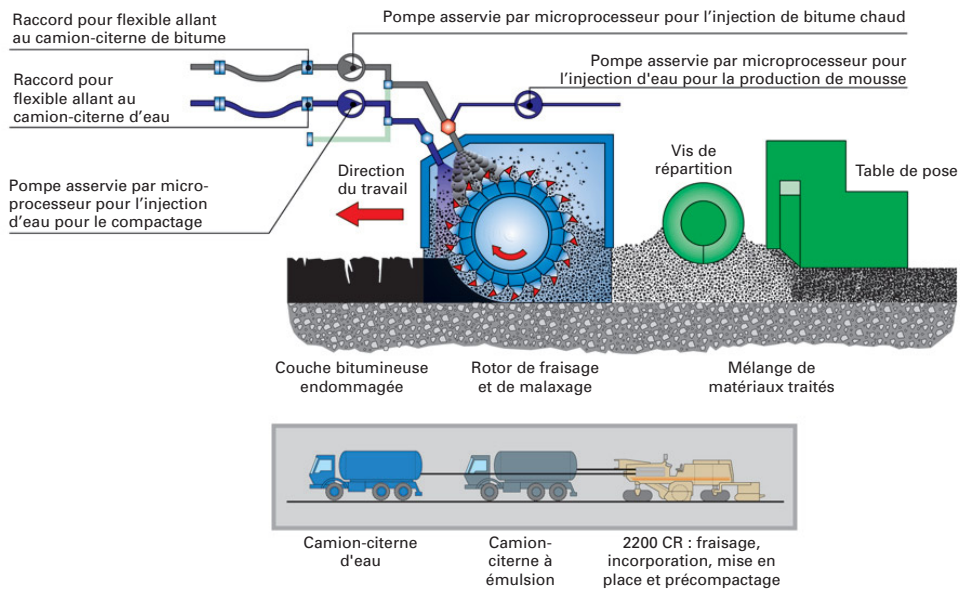 Raccord pour flexible allant
au camion-citerne de bitume
Pompe asservie par microprocesseur pour l'injection de bitume chaud
Raccord pour
flexible allant au
camion-citerne d’eau
Pompe asservie par microprocesseur pour
l'injection d'eau pour la production de mousse
Pompe asservie par micro-
processeur pour l’injection
d’eau pour le compactage
Direction
du travail
Vis de
répartition
Table de pose
Couche bitumineuse
endommagée
Rotor de fraisage
et de malaxage
Mélange de
matériaux traités
Camion-citerne
d'eau
Camion-
citerne à
émulsion
2200 CR : fraisage,
incorporation, mise en
place et précompactage